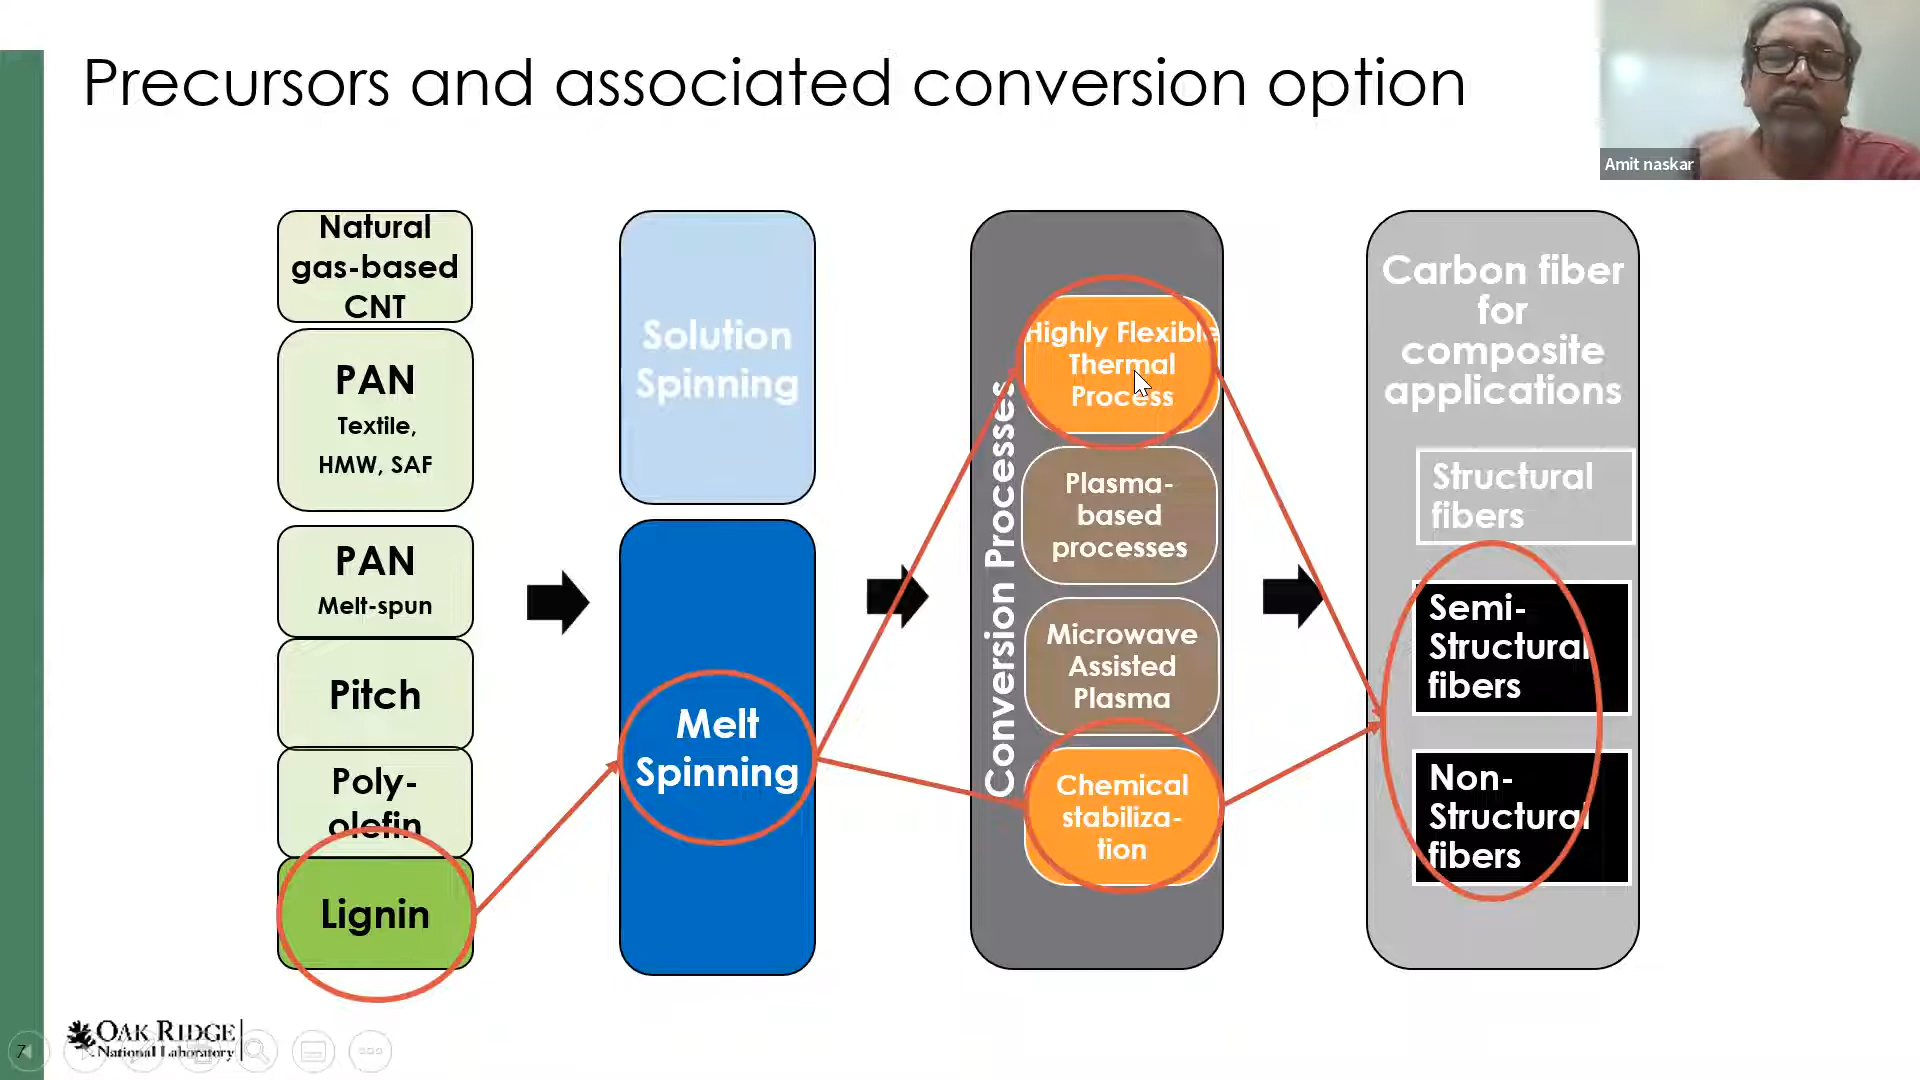 Precursors and associated conversion option
Amit naskar
Natural
gas-based
CNT
PAN
Textile,
HMW, SAF
PAN
Melt-spun
Pitch
Poly-
olefin
Lignin
Solution
Spinning
Melt
Spinning
Conversion Processes
Highly Flexible
Thermal
Process
Plasma-
based
processes
Microwave
Assisted
Plasma
Chemical
stabiliza-
tion
Carbon fiber
for
composite
applications
Structural
fibers
Semi-
Structural
fibers
Non-
Structural
fibers
OAK RIDGE
National Laboratory
7